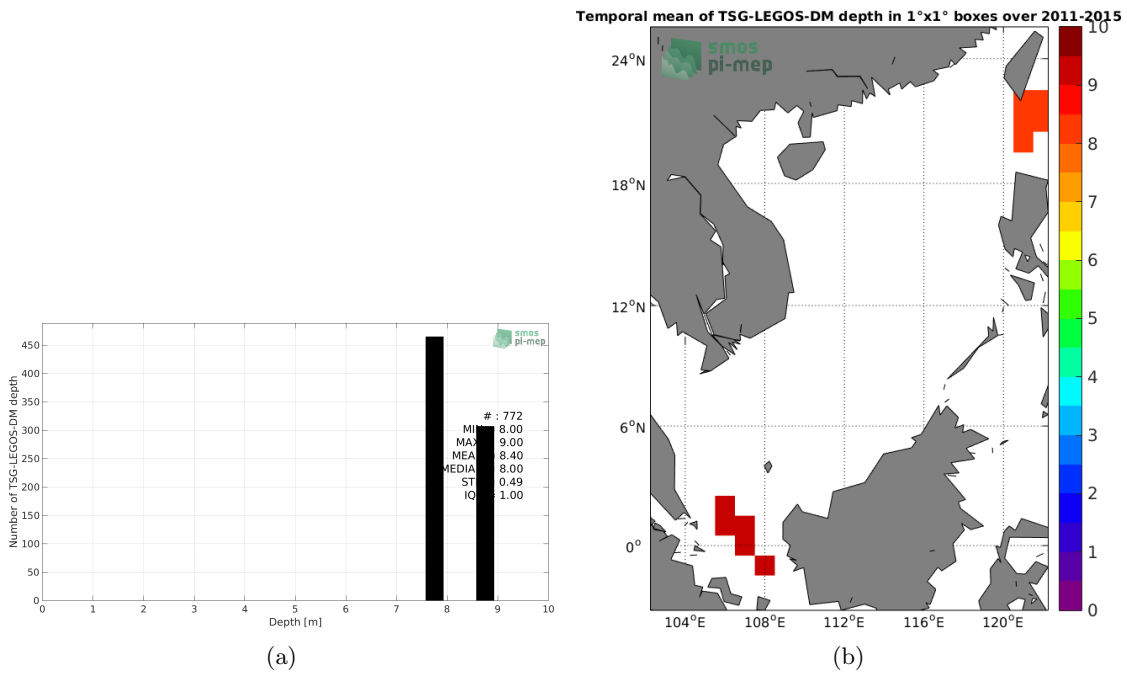 Temporal mean of TSG-LEGOS-DM depth in 1°x1° boxes over 2011-2015
smos
pi-mep
24°N
18°N
12°N
6°N
0°
104°E 108°E 112°E 116°E 120°E
10
9
8
7
6
5
4
3
2
1
0
(b)
smos
pi-mep
Number of TSG-LEGOS-DM depth
450
400
350
300
250
200
150
100
50
0
# : 772
8.00
9.00
8.40
8.00
0.49
1.00
0 1 2 3 4 5 6 7 8 9 10
Depth [m]
(a)